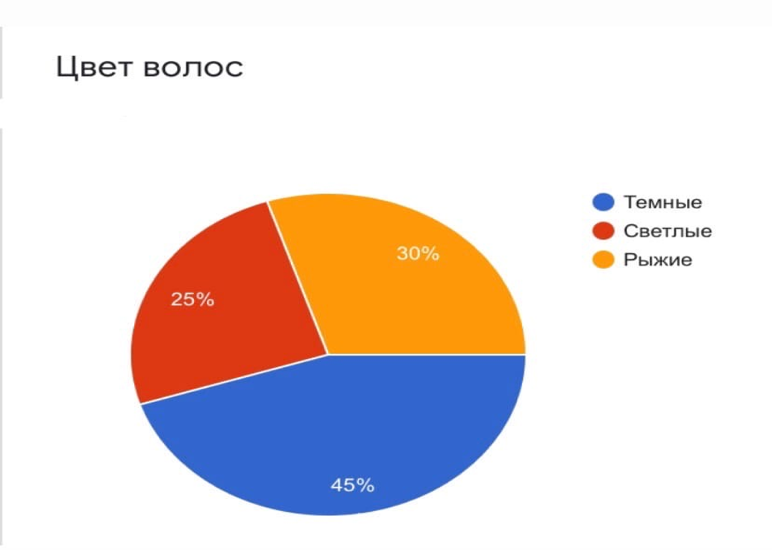 Цвет волос
Темные
Светлые
Рыжие
30%
25%
45%